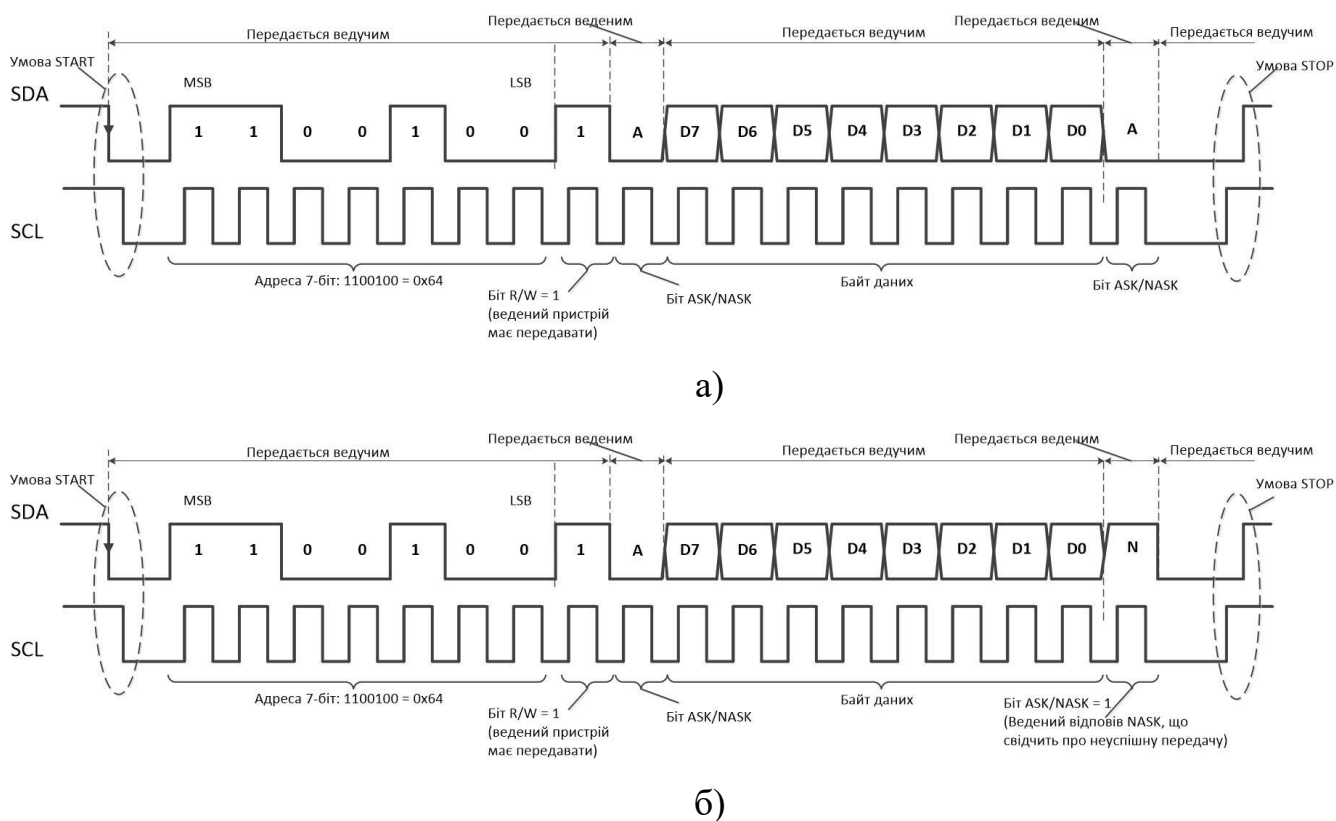 Передається ведучим
Передається веденим
Передається ведучим
Передається веденим
Передається ведучим
Умова START
Умова STOP
MSB
LSB
SDA
1 1 0 0 1 0 0 1 A D7 D6 D5 D4 D3 D2 D1 D0 A
SCL
Адреса 7-біт: 1100100 = 0x64
Біт R/W = 1
(ведений пристрій
має передавати)
Біт ASK/NASK
Байт даних
Біт ASK/NASK
а)
Передається ведучим
Передається веденим
Передається ведучим
Передається веденим
Передається ведучим
Умова START
Умова STOP
MSB
LSB
SDA
1 1 0 0 1 0 0 1 A D7 D6 D5 D4 D3 D2 D1 D0 N
SCL
Адреса 7-біт: 1100100 = 0x64
Біт R/W = 1
(ведений пристрій
має передавати)
Біт ASK/NASK
Байт даних
Біт ASK/NASK = 1
(Ведений відповів NASK, що
свідчить про неуспішну передачу)
б)